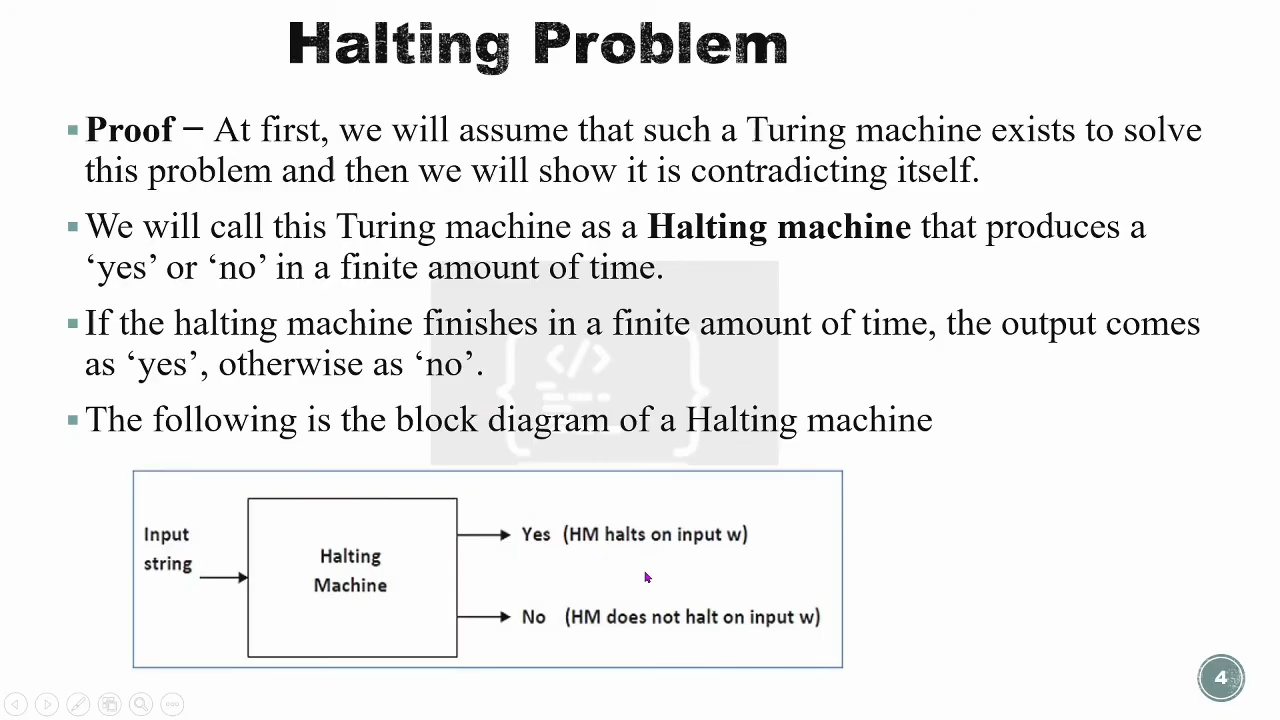 Halting Problem
Proof – At first, we will assume that such a Turing machine exists to solve
this problem and then we will show it is contradicting itself.
We will call this Turing machine as a Halting machine that produces a
‘yes’ or ‘no’ in a finite amount of time.
If the halting machine finishes in a finite amount of time, the output comes
as ‘yes’, otherwise as ‘no’.
The following is the block diagram of a Halting machine
Input
string
Halting
Machine
Yes (HM halts on input w)
No (HM does not halt on input w)
4